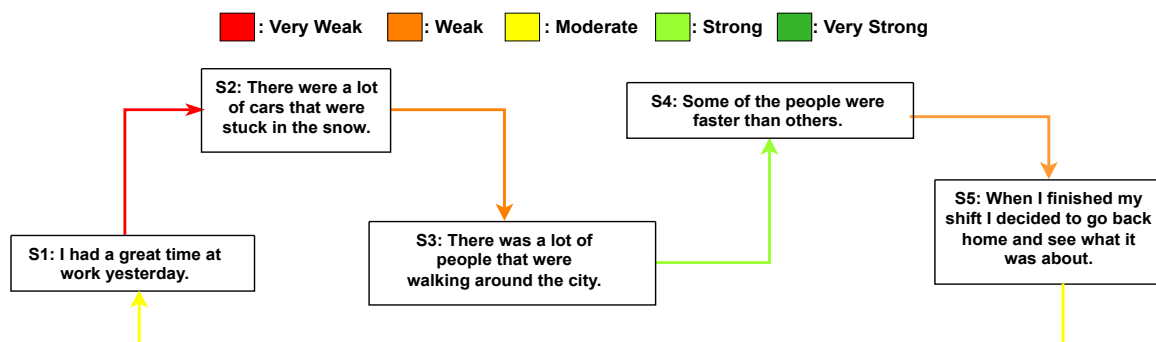 : Very Weak : Weak : Moderate : Strong : Very Strong
S2: There were a lot
of cars that were
stuck in the snow.
S4: Some of the people were
faster than others.
S5: When I finished my
shift I decided to go back
home and see what it
was about.
S3: There was a lot of
people that were
walking around the city.
S1: I had a great time at
work yesterday.